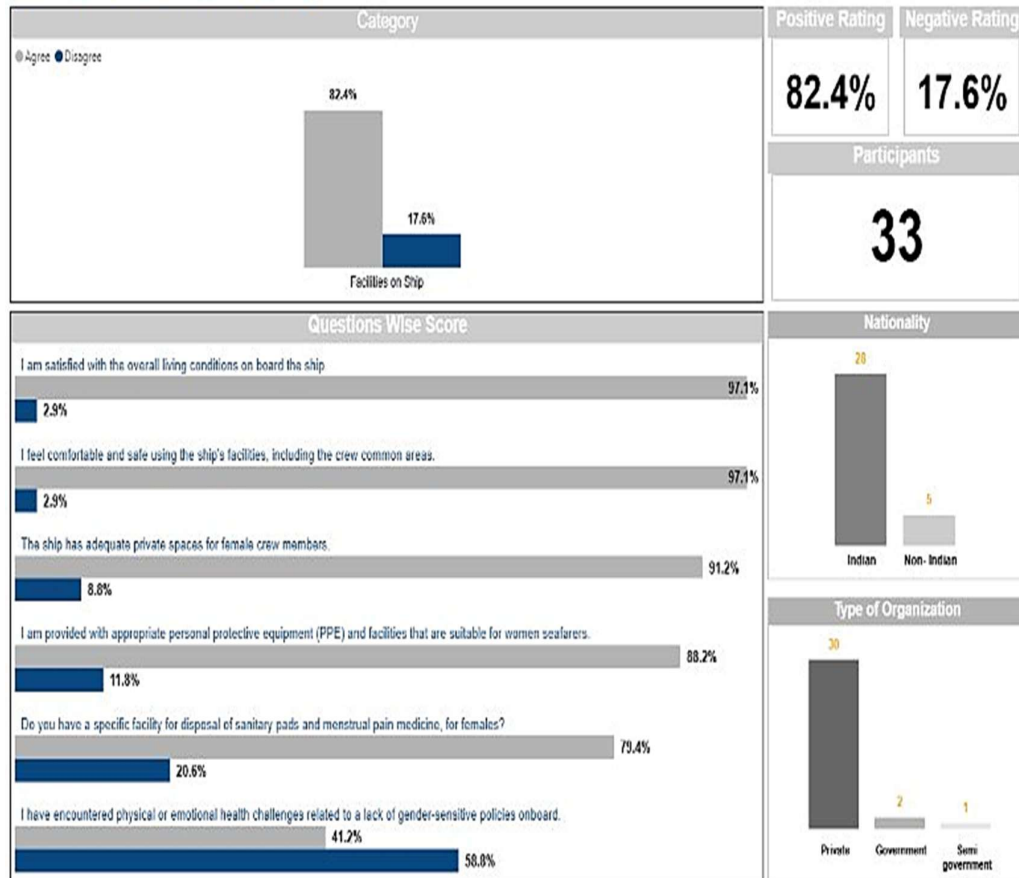 Category
Agree Disagree
82.4%
17.6%
Facilities on Ship
Positive Rating
82.4%
Negative Rating
17.6%
Participants
33
Questions Wise Score
I am satisfied with the overall living conditions on board the ship
97.1%
2.9%
I feel comfortable and safe using the ship's facilities, including the crew common areas.
97.1%
2.9%
The ship has adequate private spaces for female crew members.
91.2%
8.8%
I am provided with appropriate personal protective equipment (PPE) and facilities that are suitable for women seafarers.
88.2%
11.8%
Do you have a specific facility for disposal of sanitary pads and menstrual pain medicine, for females?
79.4%
20.6%
I have encountered physical or emotional health challenges related to a lack of gender-sensitive policies onboard.
41.2%
58.8%
Nationality
28
5
Indian
Non- Indian
Type of Organization
30
2
1
Private
Government
Semi
government